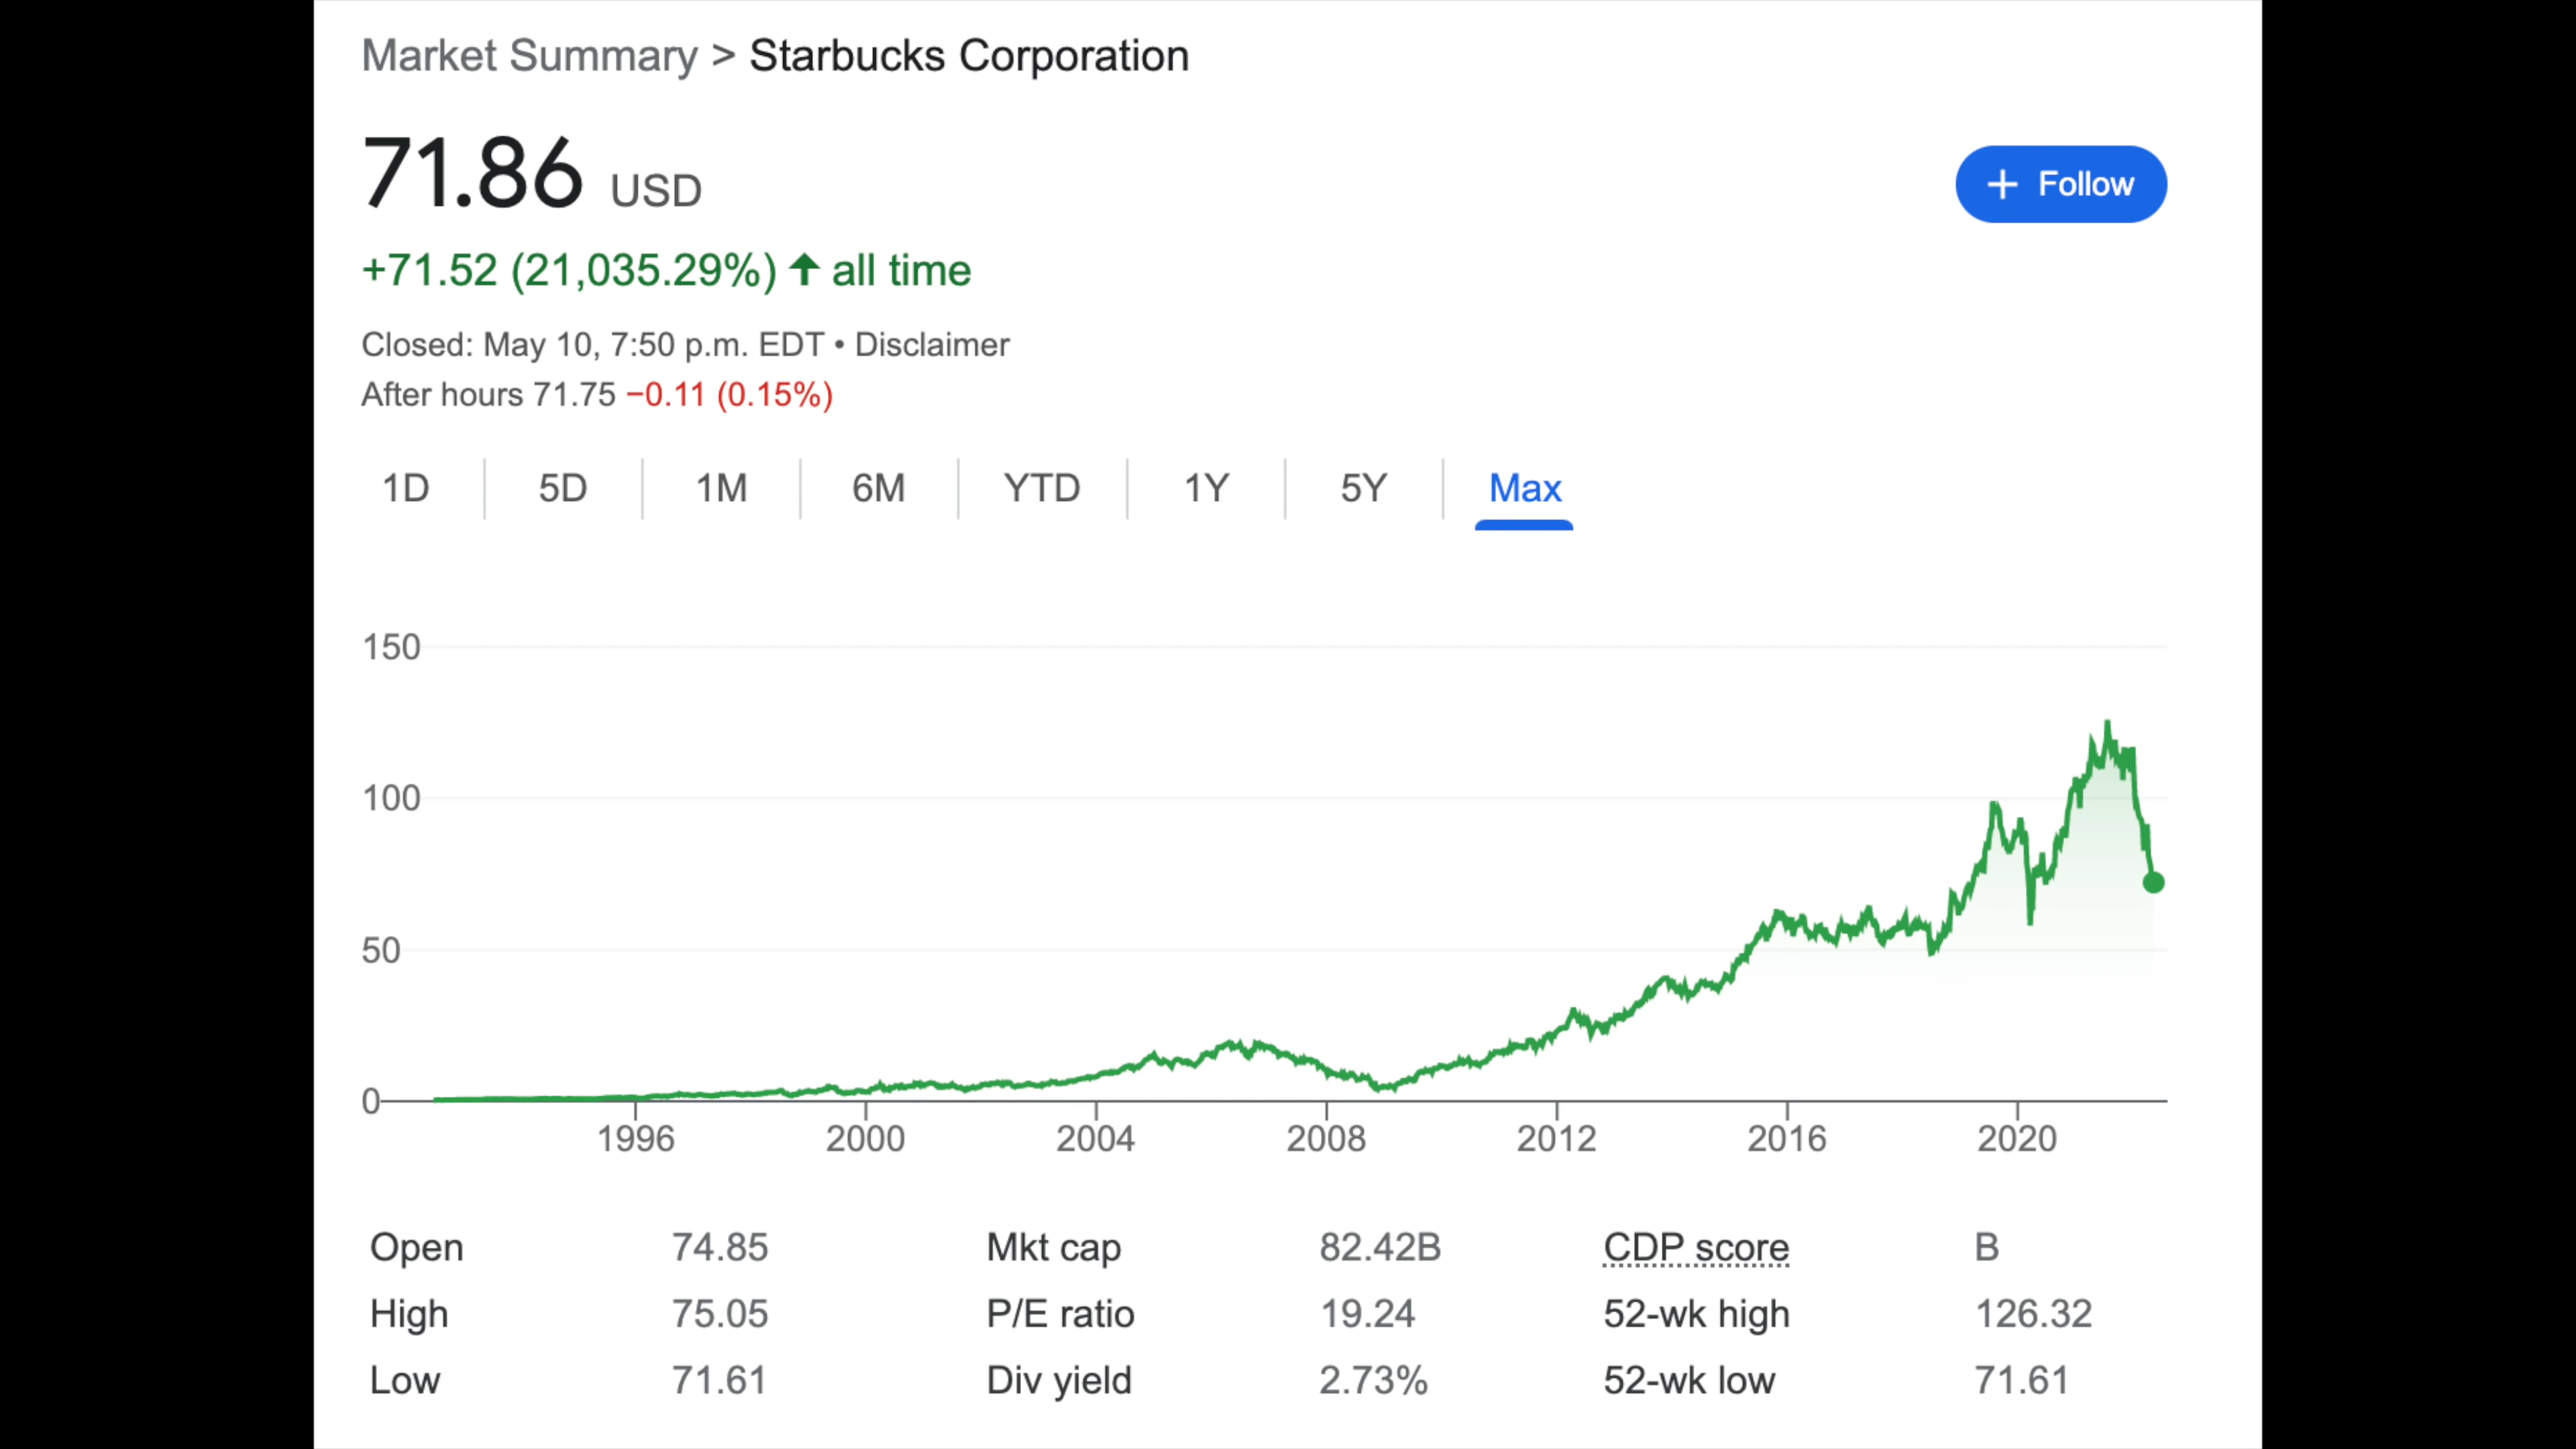 Market Summary > Starbucks Corporation
71.86 USD
+ Follow
+71.52 (21,035.29%) ↑ all time
Closed: May 10, 7:50 p.m. EDT • Disclaimer
After hours 71.75 −0.11 (0.15%)
1D 5D 1M 6M YTD 1Y 5Y Max
150
100
50
0
1996 2000 2004 2008 2012 2016 2020
Open 74.85 Mkt cap 82.42B CDP score B
High 75.05 P/E ratio 19.24 52-wk high 126.32
Low 71.61 Div yield 2.73% 52-wk low 71.61